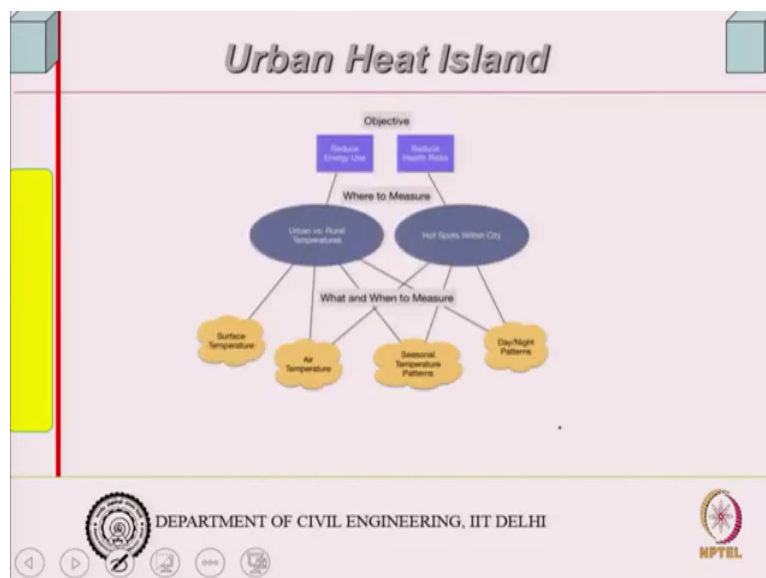 Urban Heat Island
Objective
Reduce
Energy Use
Reduce
Health Risks
Where to Measure
Urban vs. Rural
Temperatures
Hot Spots Within City
What and When to Measure
Surface
Temperature
Air
Temperature
Seasonal
Temperature
Patterns
Day/Night
Patterns
DEPARTMENT OF CIVIL ENGINEERING, IIT DELHI
NPTEL